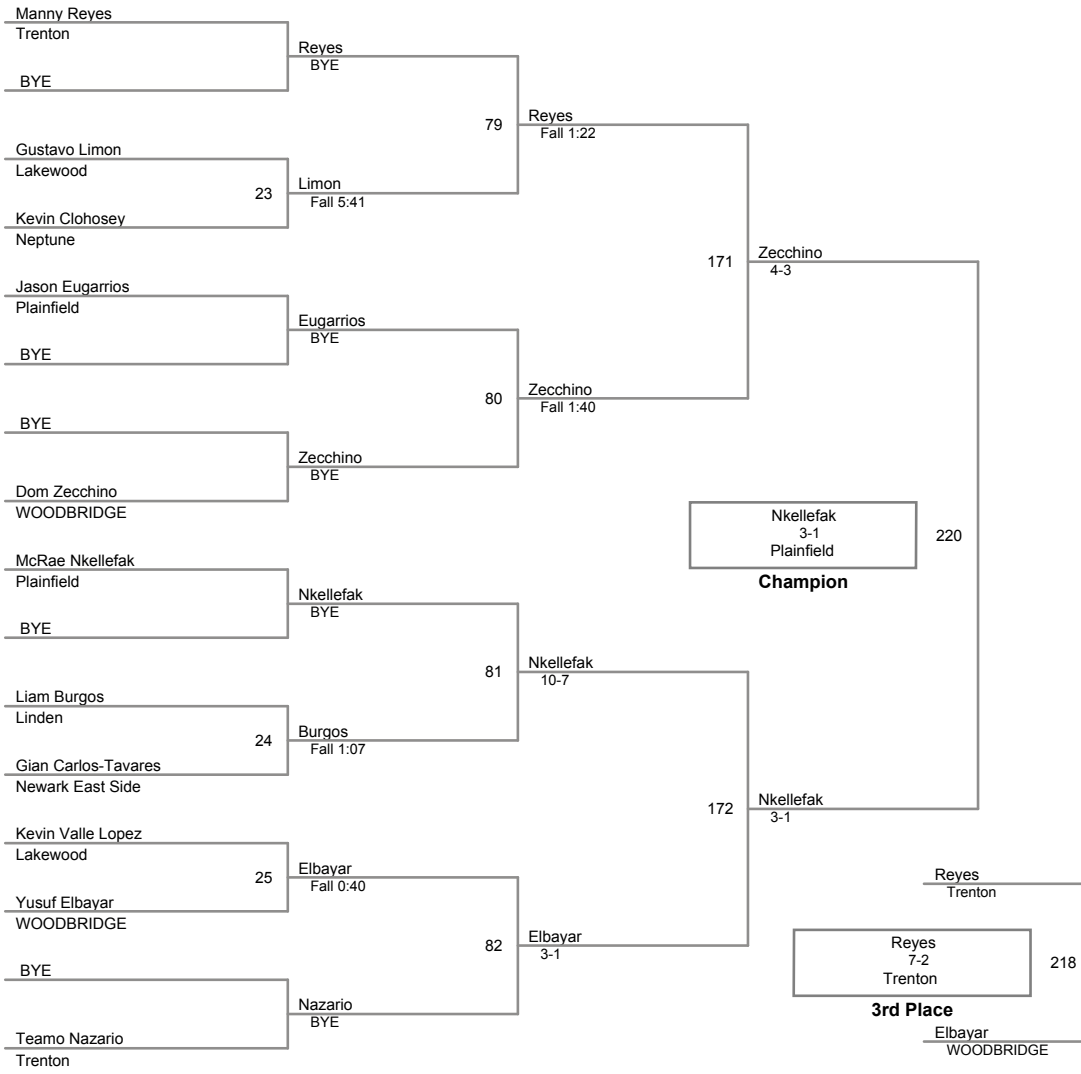 Manny Reyes
Trenton
Reyes
BYE
BYE
79
Reyes
Fall 1:22
Gustavo Limon
Lakewood
23
Limon
Fall 5:41
Kevin Clohosey
Neptune
171
Zecchino
4-3
Jason Eugarrios
Plainfield
Eugarrios
BYE
BYE
80
Zecchino
Fall 1:40
BYE
Zecchino
BYE
Dom Zecchino
WOODBRIDGE
Nkellefak
3-1
Plainfield
220
Champion
McRae Nkellefak
Plainfield
Nkellefak
BYE
BYE
81
Nkellefak
10-7
Liam Burgos
Linden
24
Burgos
Fall 1:07
Gian Carlos-Tavares
Newark East Side
172
Nkellefak
3-1
Kevin Valle Lopez
Lakewood
25
Elbayar
Fall 0:40
Yusuf Elbayar
WOODBRIDGE
82
Elbayar
3-1
BYE
Nazario
BYE
Teamo Nazario
Trenton
Reyes
Trenton
Reyes
7-2
Trenton
218
3rd Place
Elbayar
WOODBRIDGE